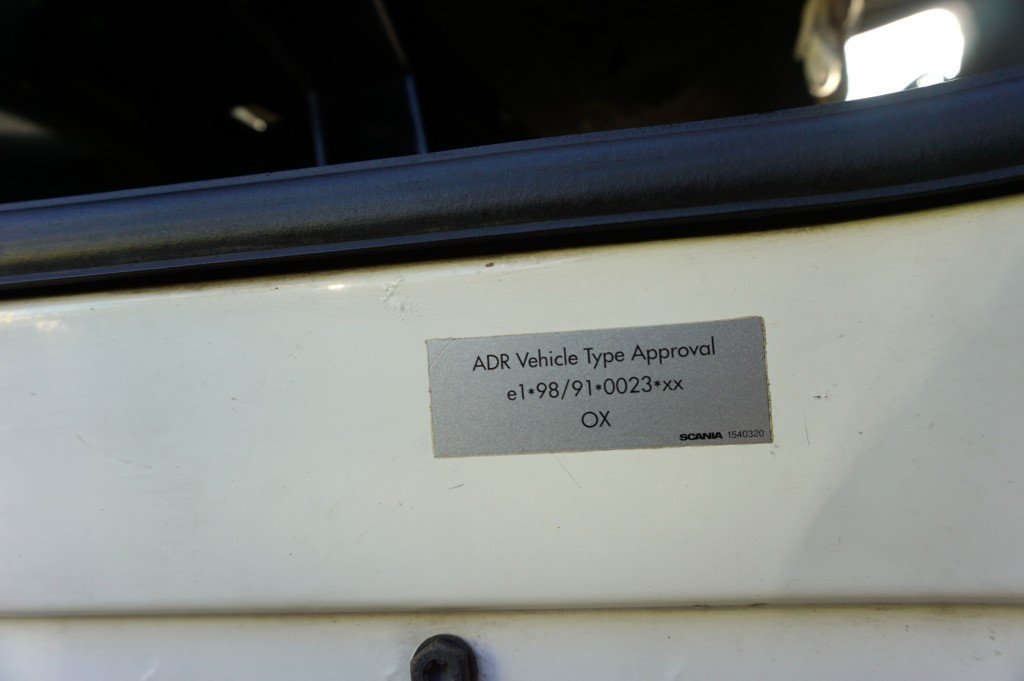 ADR Vehicle Type Approval
e1*98/91*0023*xx
OX
SCANIA 1540320